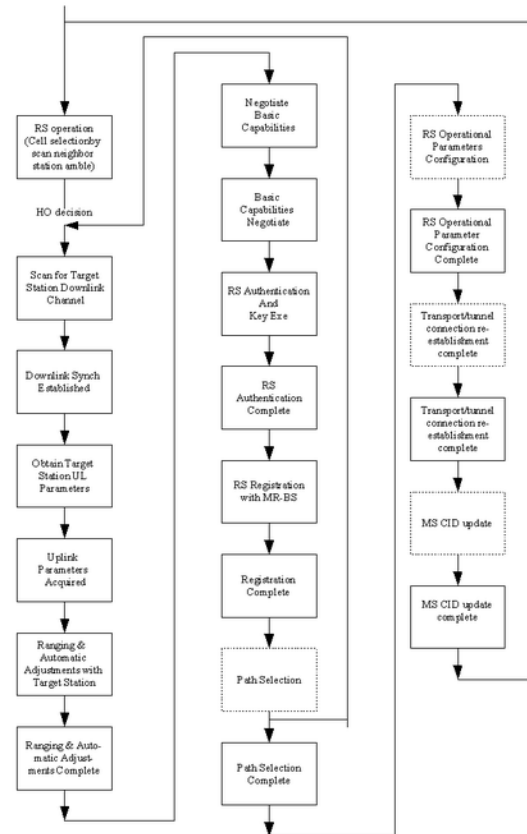 RS operation
(Cell selectionby
scan neighbor
station amble)
HO decision
Scan for Target
Station Downlink
Channel
Downlink Synch
Established
Obtain Target
Station UL
Parameters
Uplink
Parameters
Acquired
Ranging &
Automatic
Adjustments with
Target Station
Ranging & Auto-
matic Adjust-
ments Complete
Negotiate
Basic
Capabilities
Basic
Capabilities
Negotiate
RS Authentication
And
Key Exe
RS
Authentication
Complete
RS Registration
with MR-BS
Registration
Complete
Path Selection
Path Selection
Complete
RS Operational
Parameters
Configuration
RS Operational
Parameter
Configuration
Complete
Transport/tunnel
connection re-
establishment
complete
Transport/tunnel
connection re-
establishment
complete
MS CID update
MS CID update
complete